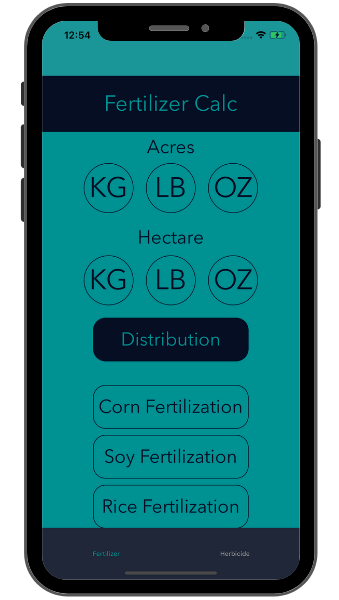 12:54
Fertilizer Calc
Acres
KG LB OZ
Hectare
KG LB OZ
Distribution
Corn Fertilization
Soy Fertilization
Rice Fertilization
Fertilizer Herbicide